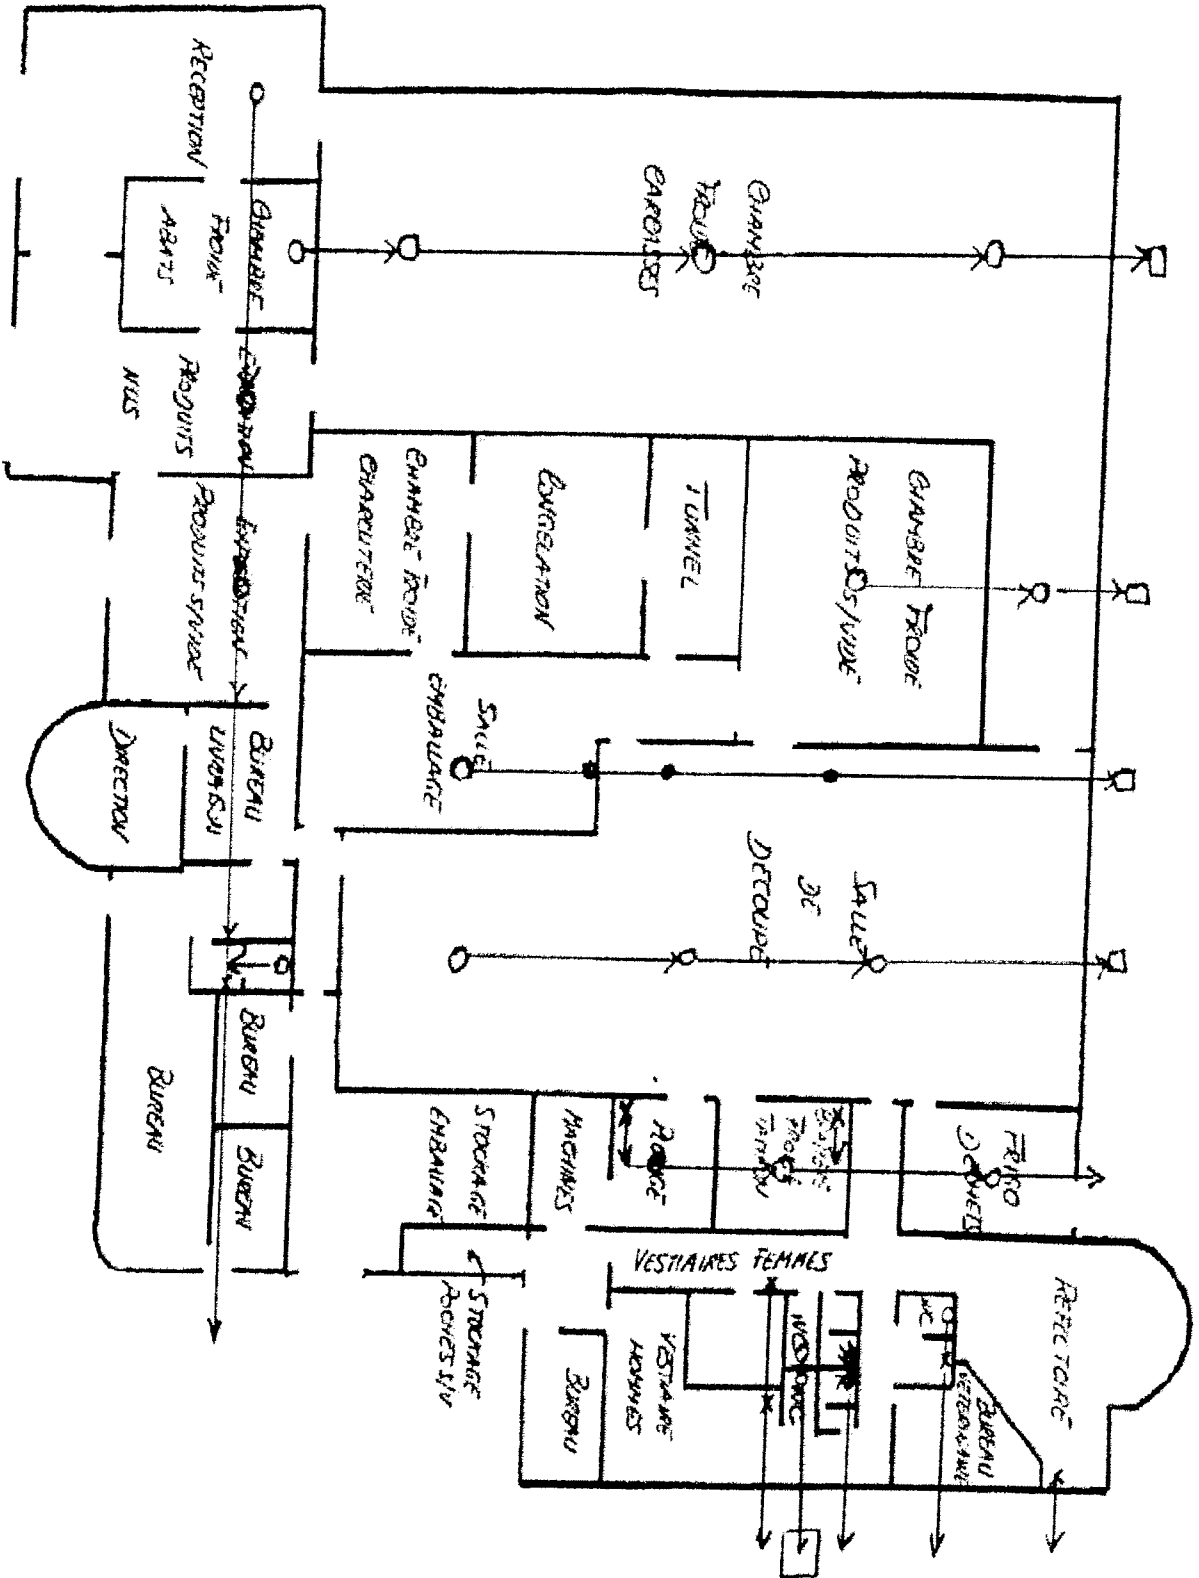 RECEPTION
CHAMBRE
FROIDE
ABATS
CHAMBRE
FROIDE
CARCASSES
PRODUITS
NUS
EXPEDITION
PRODUITS S/VIDE
CHAMBRE FROIDE
CHARCUTERIE
CONGELATION
TUNNEL
CHAMBRE FROIDE
PRODUITS S/VIDE
SALLE
EMBALLAGE
BUREAU
LIVRAISON
DIRECTION
SALLE
DE
DECOUPE
BUREAU
BUREAU
BUREAU
STOCKAGE
EMBALLAGE
MACHINES
PLONGE
FRIGO
DECHETS
STOCKAGE
POCHES S/V
VESTIAIRES FEMMES
VESTIAIRE
HOMMES
BUREAU
WC
BUREAU
VETERINAIRE
REFECTOIRE